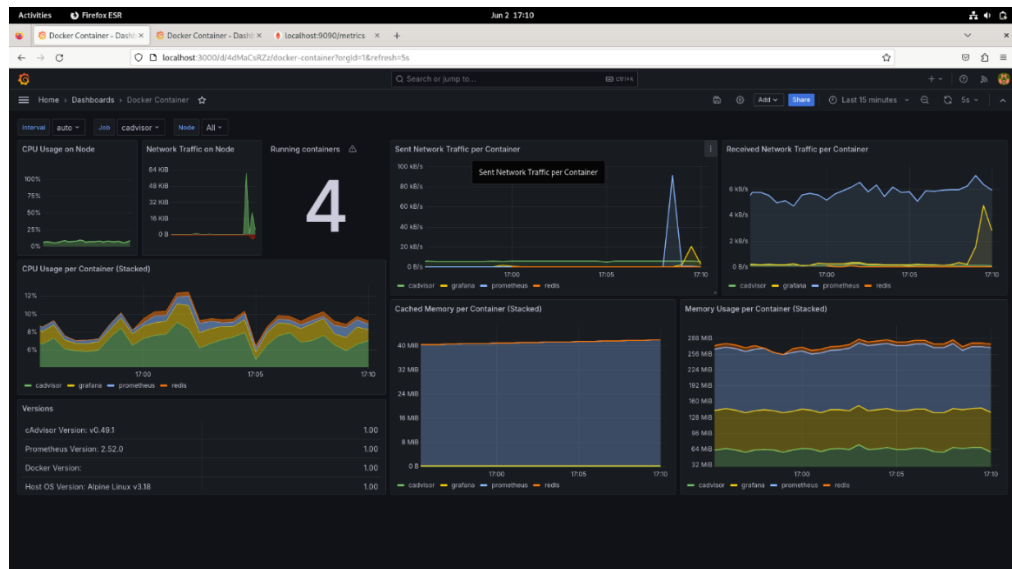 Activities Firefox ESR Jun 2 17:10
Docker Container - Dashb × Docker Container - Dashb × localhost:9090/metrics × +
localhost:3000/d/4dMaCsRZz/docker-container?orgId=1&refresh=5s
Search or jump to...
Home › Dashboards › Docker Container Add Share Last 15 minutes 5s
Interval auto Job cadvisor Node All
CPU Usage on Node
100%
75%
50%
25%
0%
Network Traffic on Node
64 KiB
48 KiB
32 KiB
16 KiB
0 B
Running containers
4
Sent Network Traffic per Container
Sent Network Traffic per Container
100 kB/s
80 kB/s
60 kB/s
40 kB/s
20 kB/s
0 B/s
17:00 17:05 17:10
cadvisor grafana prometheus redis
Received Network Traffic per Container
6 kB/s
4 kB/s
2 kB/s
0 B/s
17:00 17:05 17:10
cadvisor grafana prometheus redis
CPU Usage per Container (Stacked)
12%
10%
8%
6%
17:00 17:05 17:10
cadvisor grafana prometheus redis
Cached Memory per Container (Stacked)
40 MiB
32 MiB
24 MiB
16 MiB
8 MiB
0 B
17:00 17:05 17:10
cadvisor grafana prometheus redis
Memory Usage per Container (Stacked)
288 MiB
256 MiB
224 MiB
192 MiB
160 MiB
128 MiB
96 MiB
64 MiB
32 MiB
17:00 17:05 17:10
cadvisor grafana prometheus redis
Versions
cAdvisor Version: v0.49.1 1.00
Prometheus Version: 2.52.0 1.00
Docker Version: 1.00
Host OS Version: Alpine Linux v3.18 1.00